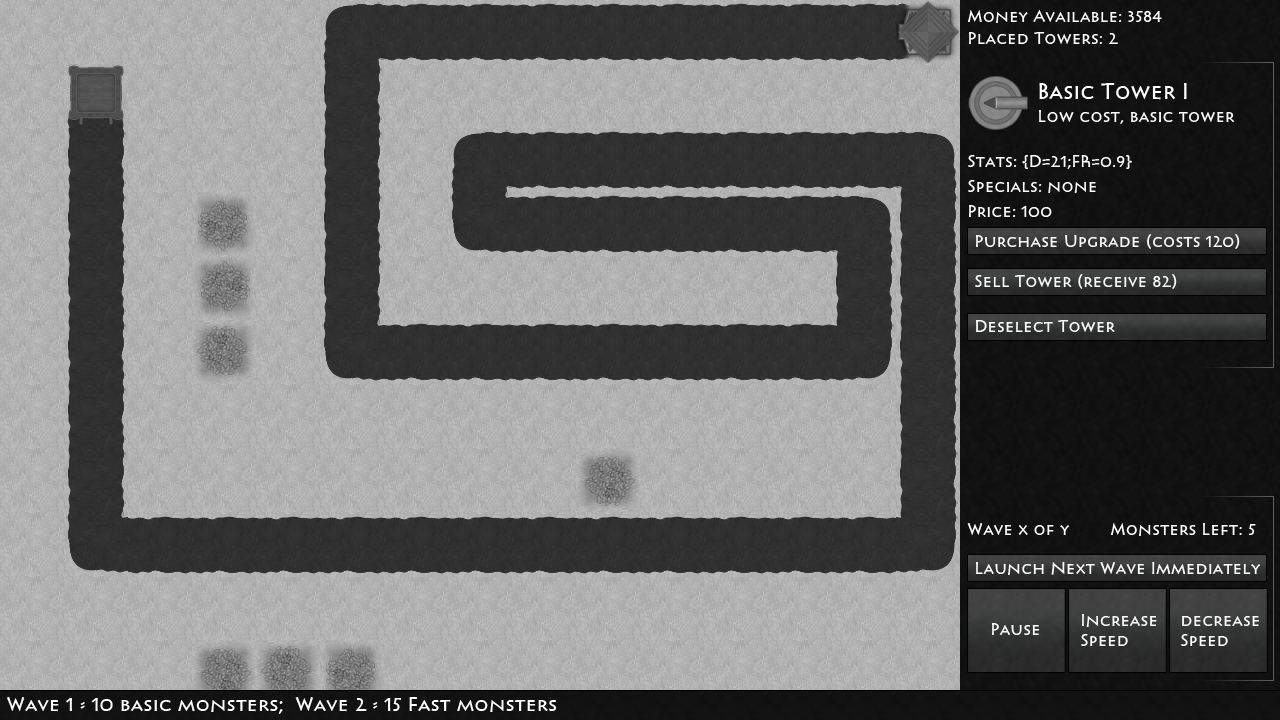 Money Available: 3584
Placed Towers: 2
Basic Tower I
Low cost, basic tower
Stats: {D=21;FR=0.9}
Specials: none
Price: 100
Purchase Upgrade (costs 120)
Sell Tower (receive 82)
Deselect Tower
Wave x of y Monsters Left: 5
Launch Next Wave Immediately
Pause
Increase
Speed
decrease
Speed
Wave 1 : 10 basic monsters; Wave 2 : 15 Fast monsters